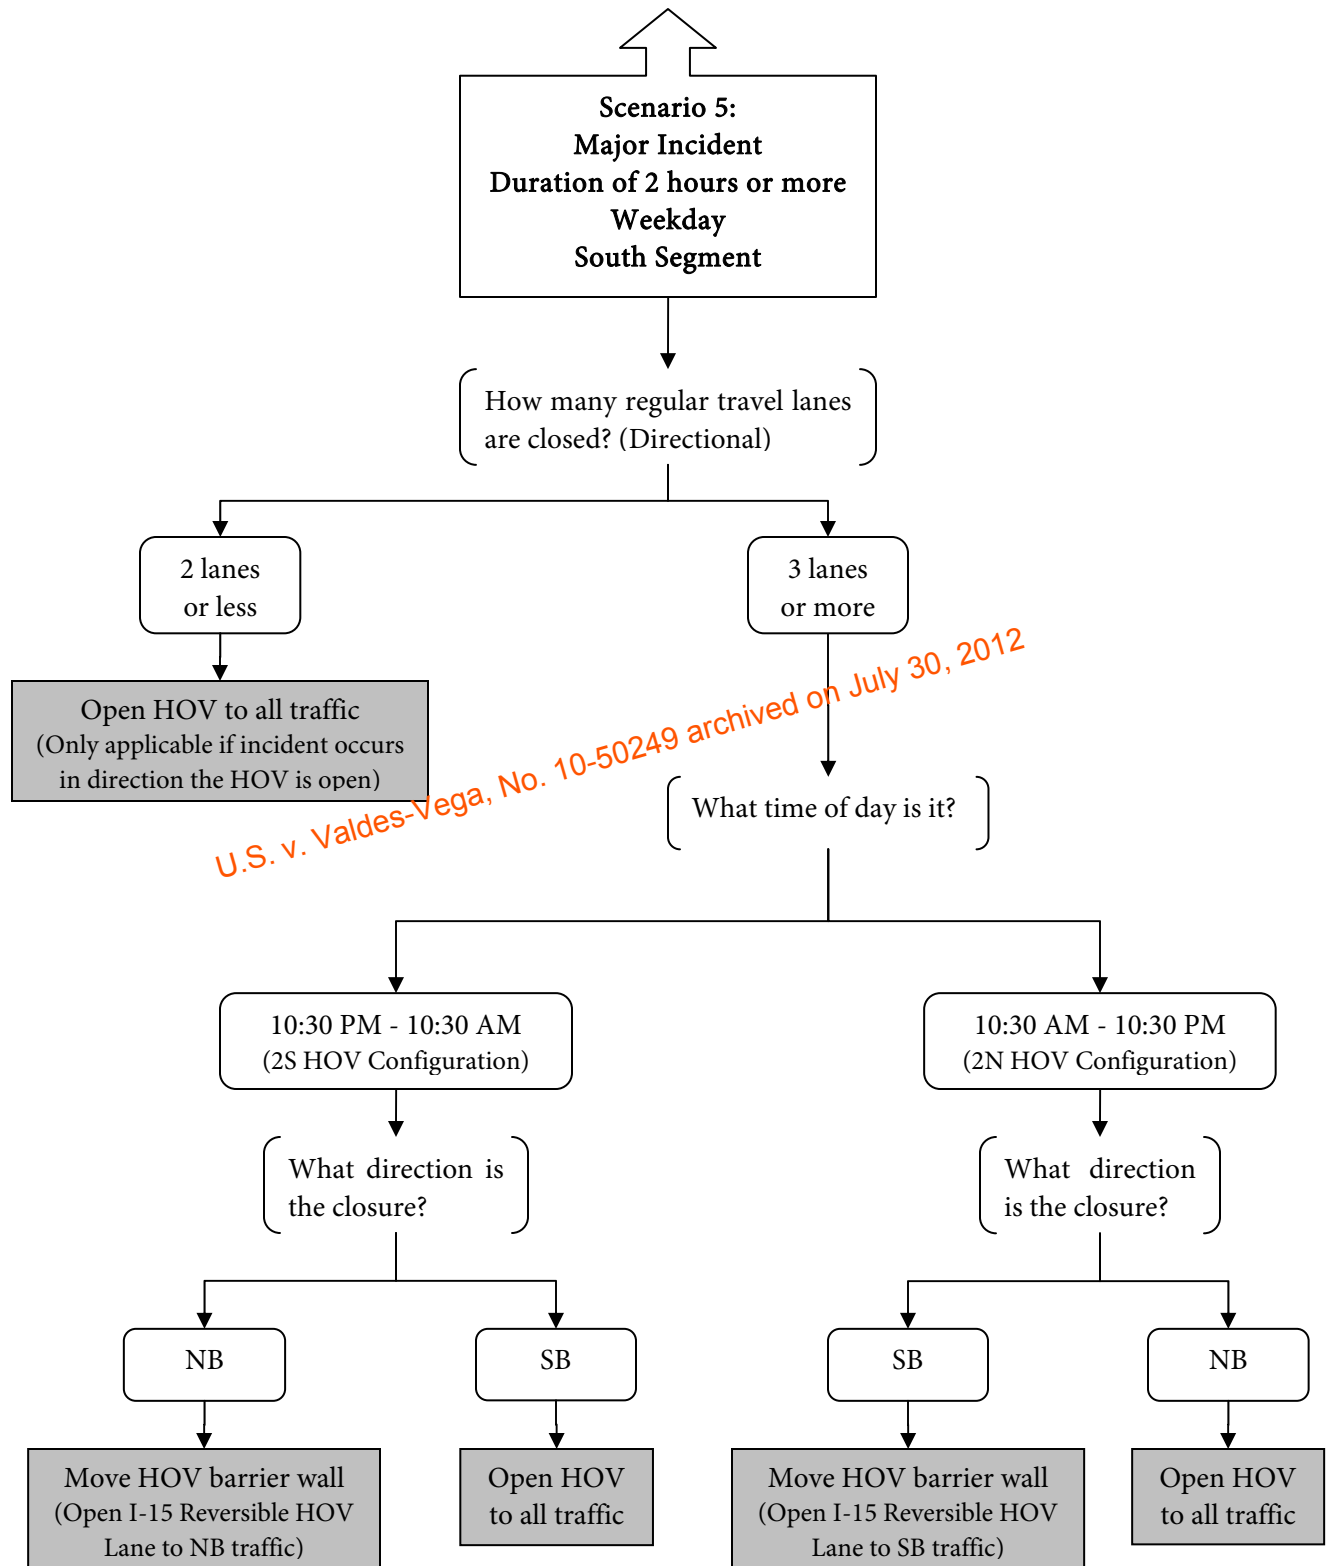 Scenario 5:
Major Incident
Duration of 2 hours or more
Weekday
South Segment
How many regular travel lanes
are closed? (Directional)
2 lanes
or less
3 lanes
or more
Open HOV to all traffic
(Only applicable if incident occurs
in direction the HOV is open)
U.S. v. Valdes-Vega, No. 10-50249 archived on July 30, 2012
What time of day is it?
10:30 PM - 10:30 AM
(2S HOV Configuration)
10:30 AM - 10:30 PM
(2N HOV Configuration)
What direction is
the closure?
What direction
is the closure?
NB
SB
SB
NB
Move HOV barrier wall
(Open I-15 Reversible HOV
Lane to NB traffic)
Open HOV
to all traffic
Move HOV barrier wall
(Open I-15 Reversible HOV
Lane to SB traffic)
Open HOV
to all traffic